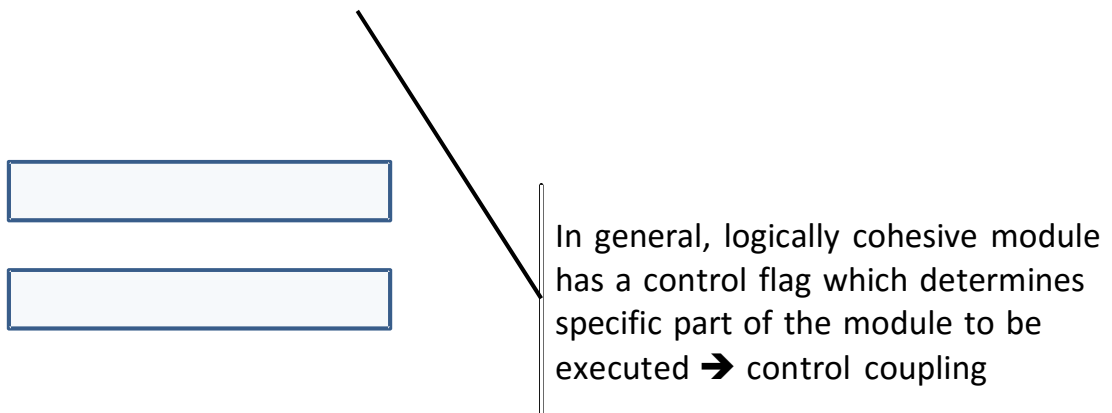 In general, logically cohesive module
has a control flag which determines
specific part of the module to be
executed ➔ control coupling